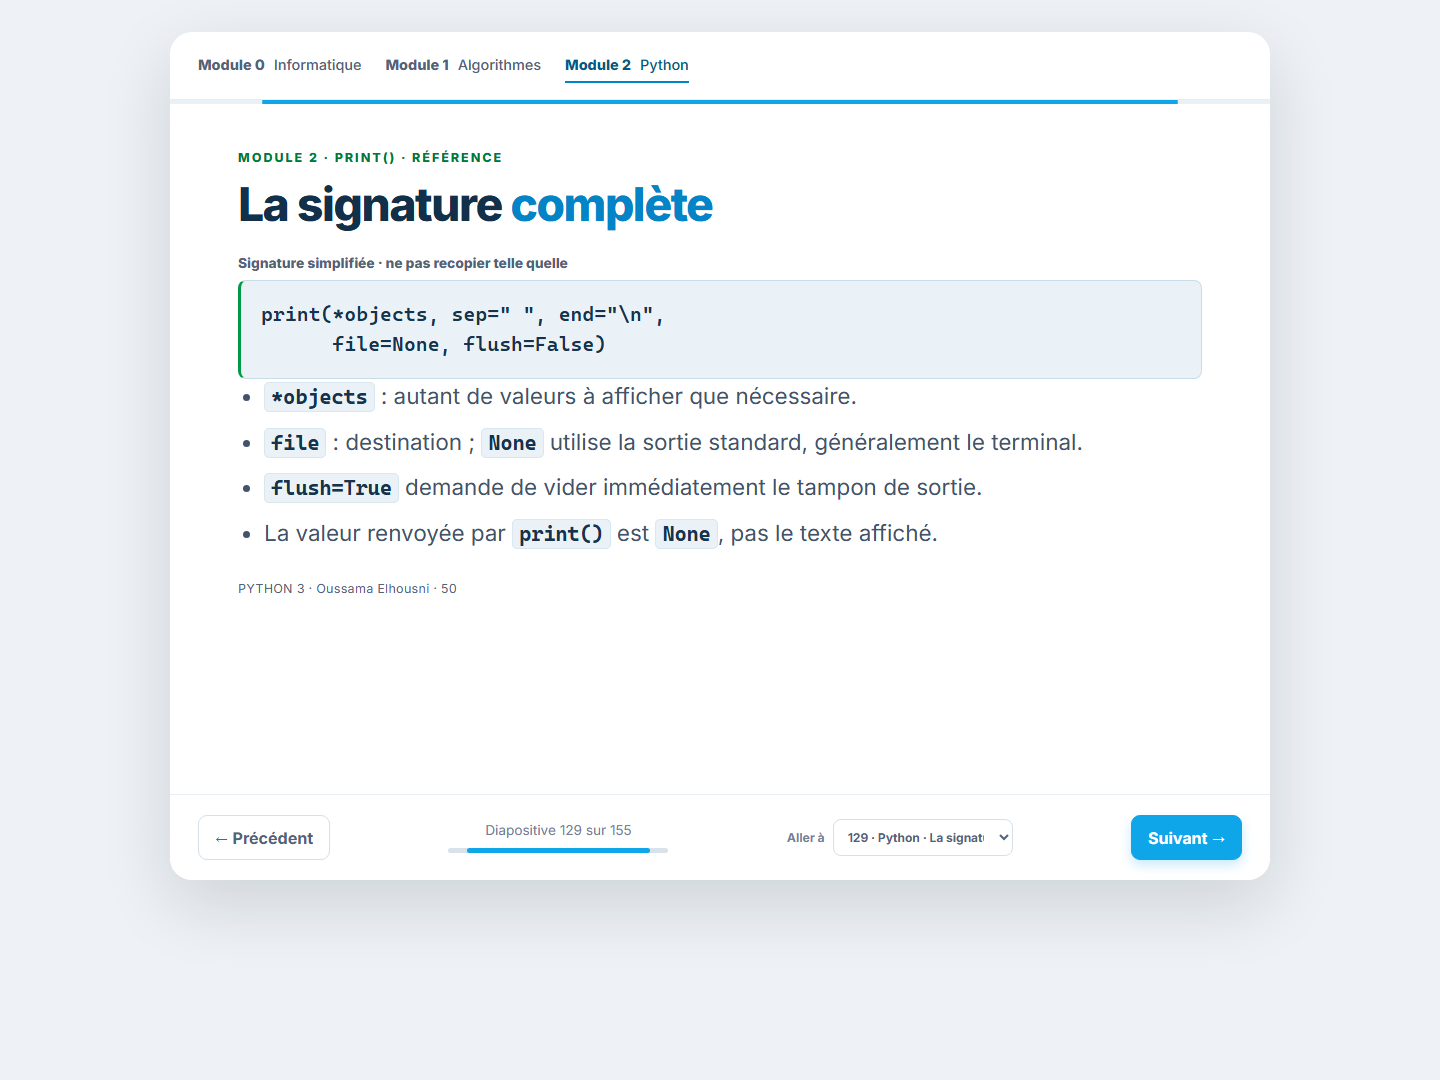 Module 0 Informatique Module 1 Algorithmes Module 2 Python
MODULE 2 · PRINT() · RÉFÉRENCE
La signature complète
Signature simplifiée · ne pas recopier telle quelle
print(*objects, sep=" ", end="\n",
      file=None, flush=False)
• *objects : autant de valeurs à afficher que nécessaire.
• file : destination ; None utilise la sortie standard, généralement le terminal.
• flush=True demande de vider immédiatement le tampon de sortie.
• La valeur renvoyée par print() est None, pas le texte affiché.
PYTHON 3 · Oussama Elhousni · 50
← Précédent
Diapositive 129 sur 155
Aller à
129 · Python · La signat
Suivant →